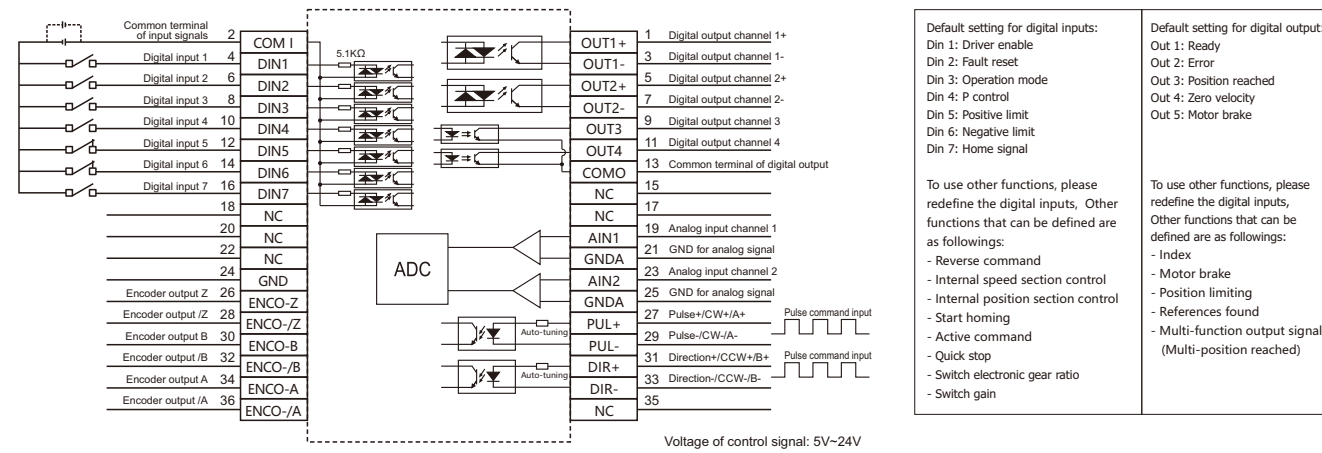 Common terminal
of input signals 2 COM I
Digital input 1 4 DIN1
Digital input 2 6 DIN2
Digital input 3 8 DIN3
Digital input 4 10 DIN4
Digital input 5 12 DIN5
Digital input 6 14 DIN6
Digital input 7 16 DIN7
18 NC
20 NC
22 NC
24 GND
Encoder output Z 26 ENCO-Z
Encoder output /Z 28 ENCO-/Z
Encoder output B 30 ENCO-B
Encoder output /B 32 ENCO-/B
Encoder output A 34 ENCO-A
Encoder output /A 36 ENCO-/A
5.1KΩ
ADC
Auto-tuning
Auto-tuning
OUT1+ 1 Digital output channel 1+
OUT1- 3 Digital output channel 1-
OUT2+ 5 Digital output channel 2+
OUT2- 7 Digital output channel 2-
OUT3 9 Digital output channel 3
OUT4 11 Digital output channel 4
COMO 13 Common terminal of digital output
NC 15
NC 17
AIN1 19 Analog input channel 1
GNDA 21 GND for analog signal
AIN2 23 Analog input channel 2
GNDA 25 GND for analog signal
PUL+ 27 Pulse+/CW+/A+ Pulse command input
PUL- 29 Pulse-/CW-/A-
DIR+ 31 Direction+/CCW+/B+ Pulse command input
DIR- 33 Direction-/CCW-/B-
NC 35
Voltage of control signal: 5V~24V
Default setting for digital inputs:
Din 1: Driver enable
Din 2: Fault reset
Din 3: Operation mode
Din 4: P control
Din 5: Positive limit
Din 6: Negative limit
Din 7: Home signal
To use other functions, please
redefine the digital inputs, Other
functions that can be defined are
as followings:
- Reverse command
- Internal speed section control
- Internal position section control
- Start homing
- Active command
- Quick stop
- Switch electronic gear ratio
- Switch gain
Default setting for digital output:
Out 1: Ready
Out 2: Error
Out 3: Position reached
Out 4: Zero velocity
Out 5: Motor brake
To use other functions, please
redefine the digital inputs,
Other functions that can be
defined are as followings:
- Index
- Motor brake
- Position limiting
- References found
- Multi-function output signal
(Multi-position reached)